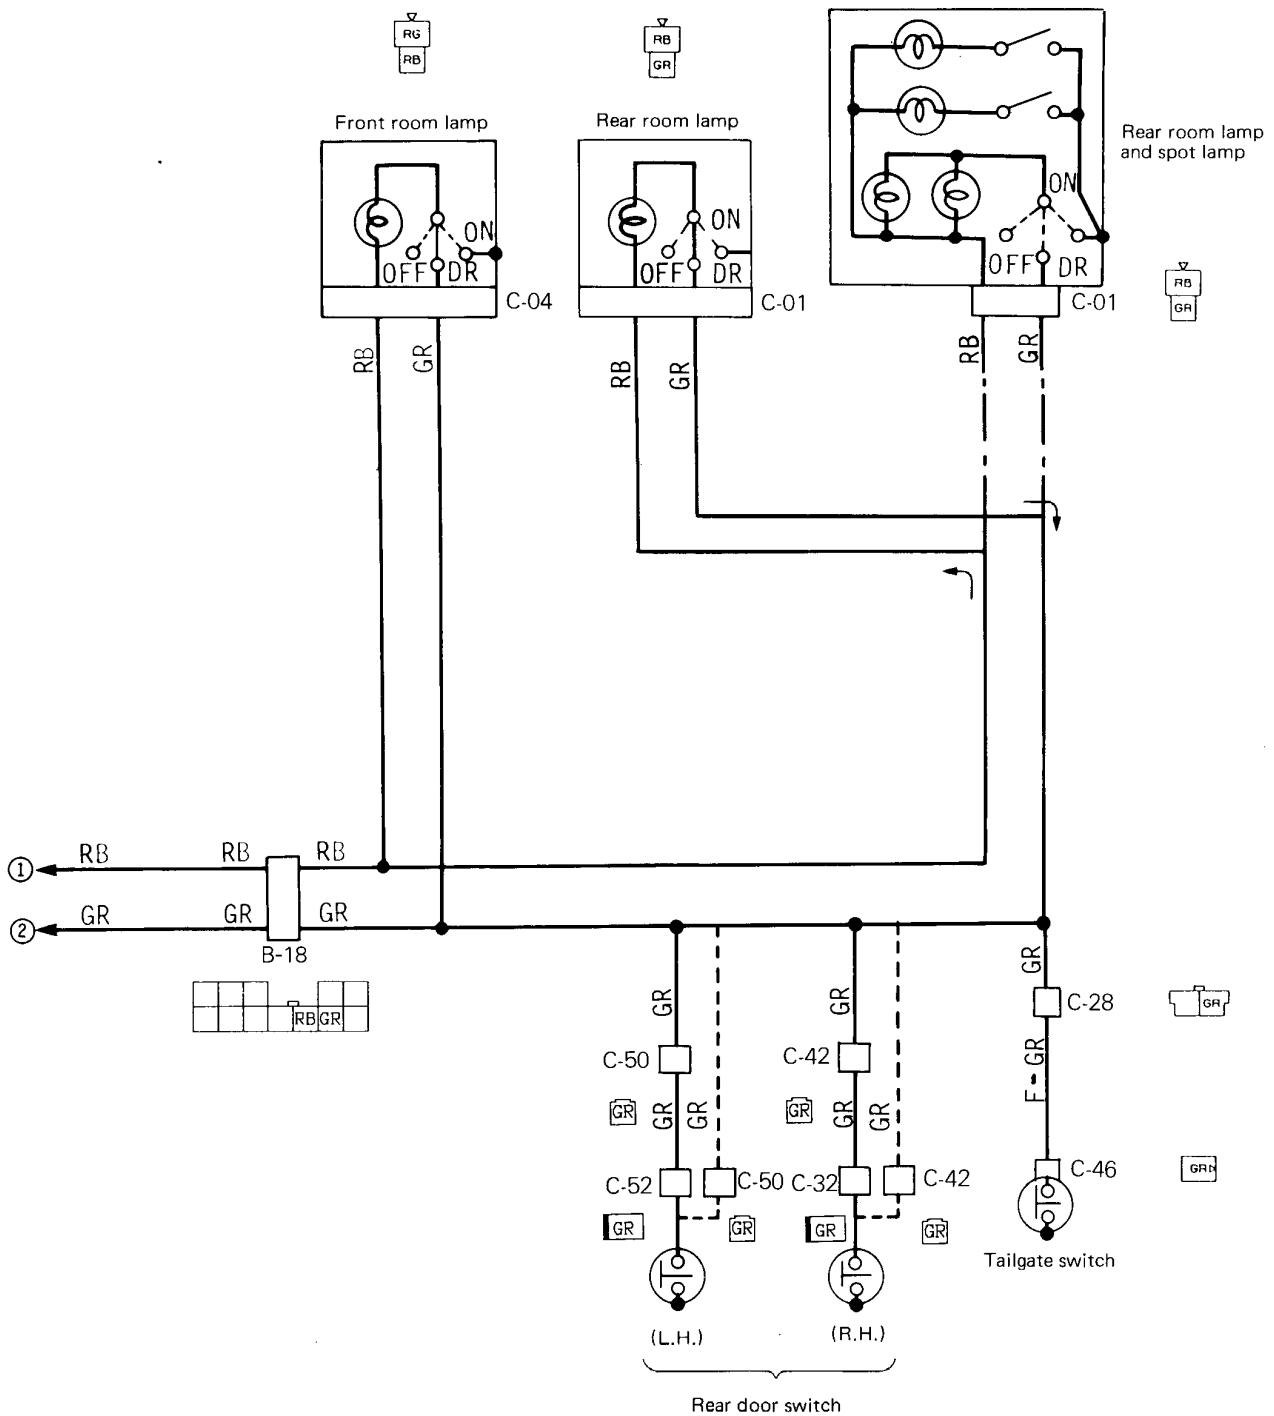 RG
RB
RB
GR
Front room lamp
Rear room lamp
Rear room lamp
and spot lamp
ON
OFF DR
ON
OFF DR
ON
OFF DR
C-04
C-01
C-01
RB
GR
RB GR
RB GR
RB GR
① RB RB RB
② GR GR GR
B-18
RB GR
GR GR GR
C-28
GR
C-50 C-42
F-GR
GR GR GR
GR GR GR
C-52 C-50 C-32 C-42 C-46
GR
GR GR GR GR
Tailgate switch
(L.H.) (R.H.)
Rear door switch